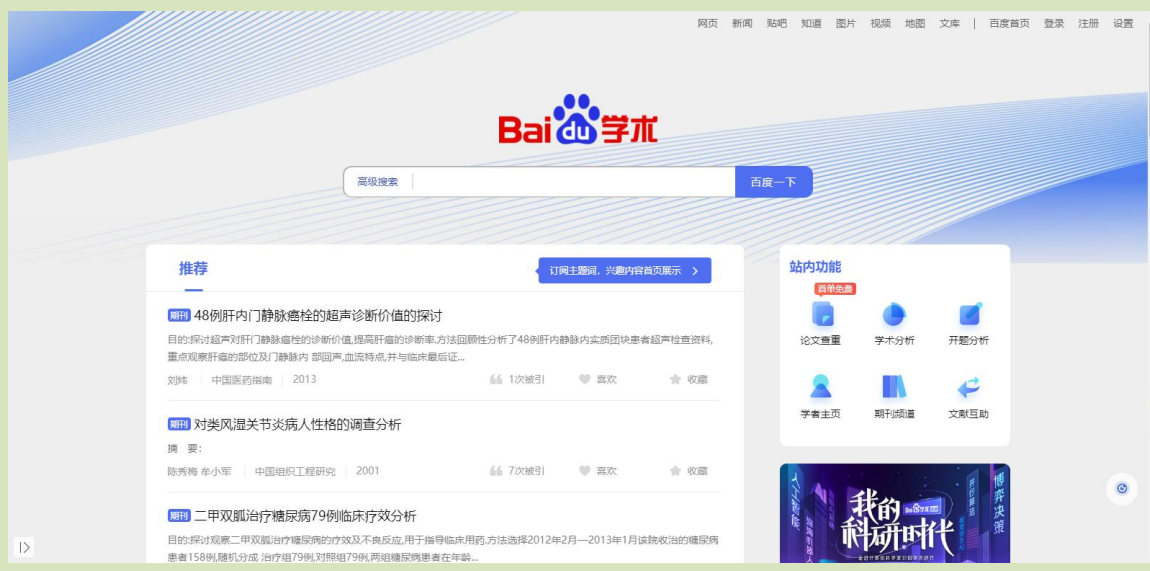 网页 新闻 贴吧 知道 图片 视频 地图 文库 | 百度首页 登录 注册 设置
Bai du 学术
高级搜索
百度一下
推荐
订阅主题词，兴趣内容首页展示
期刊 48例肝内门静脉癌栓的超声诊断价值的探讨
目的:探讨超声对肝门静脉癌栓的诊断价值,提高肝癌的诊断率.方法回顾性分析了48例肝内静脉内实质团块患者超声检查资料,
重点观察肝癌的部位及门静脉内 部回声,血流特点,并与临床最后证...
刘炜 中国医药指南 2013 1次被引 喜欢 收藏
期刊 对类风湿关节炎病人性格的调查分析
摘 要:
陈秀梅 牟小军 中国组织工程研究 2001 7次被引 喜欢 收藏
期刊 二甲双胍治疗糖尿病79例临床疗效分析
目的:探讨观察二甲双胍治疗糖尿病的疗效及不良反应,用于指导临床用药.方法选择2012年2月—2013年1月该院收治的糖尿病
患者158例,随机分成 治疗组79例,对照组79例,两组糖尿病患者在年龄...
站内功能
首单免费
论文查重 学术分析 开题分析
学者主页 期刊频道 文献互助
人工智能
我的
科研时代
并行算法
博弈决策